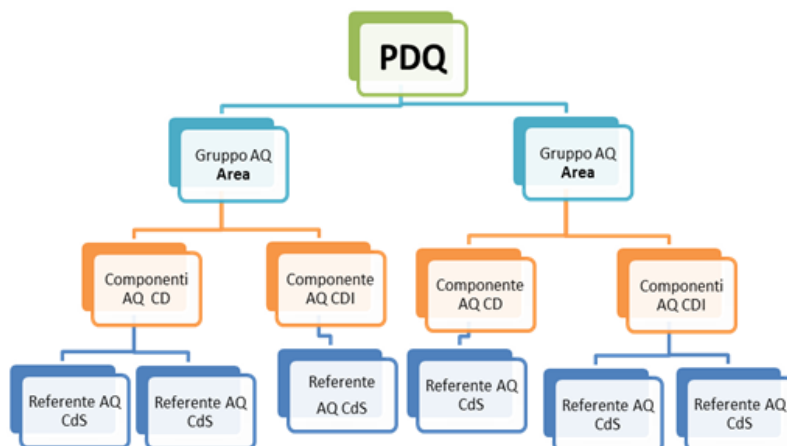 PDQ
Gruppo AQ
Area
Gruppo AQ
Area
Componenti
AQ CD
Componente
AQ CDI
Componente
AQ CD
Componenti
AQ CDI
Referente AQ
CdS
Referente AQ
CdS
Referente
AQ CdS
Referente AQ
CdS
Referente AQ
CdS
Referente AQ
CdS